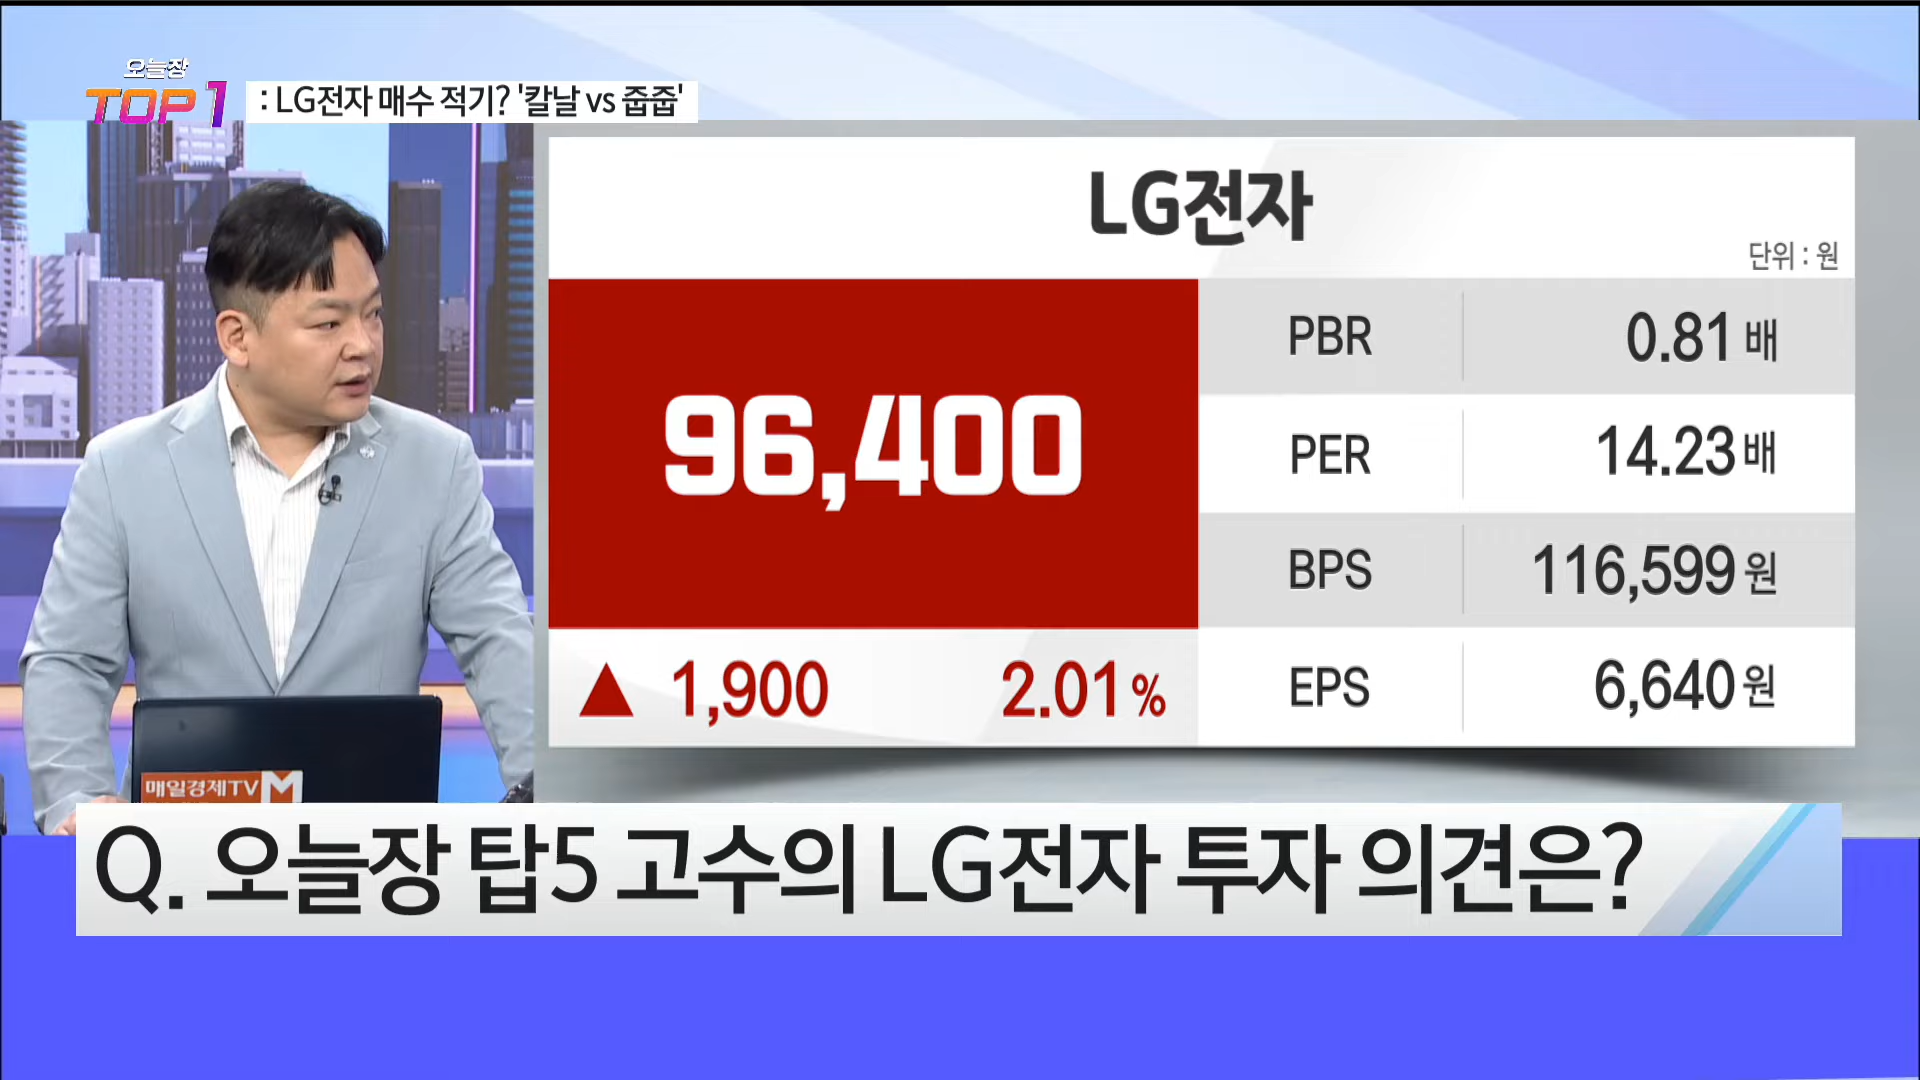 오늘장
TOP1
: LG전자 매수 적기? '칼날 vs 줍줍'
LG전자
단위 : 원
96,400
▲ 1,900 2.01%
PBR 0.81 배
PER 14.23 배
BPS 116,599 원
EPS 6,640 원
매일경제TV M
Q. 오늘장 탑5 고수의 LG전자 투자 의견은?